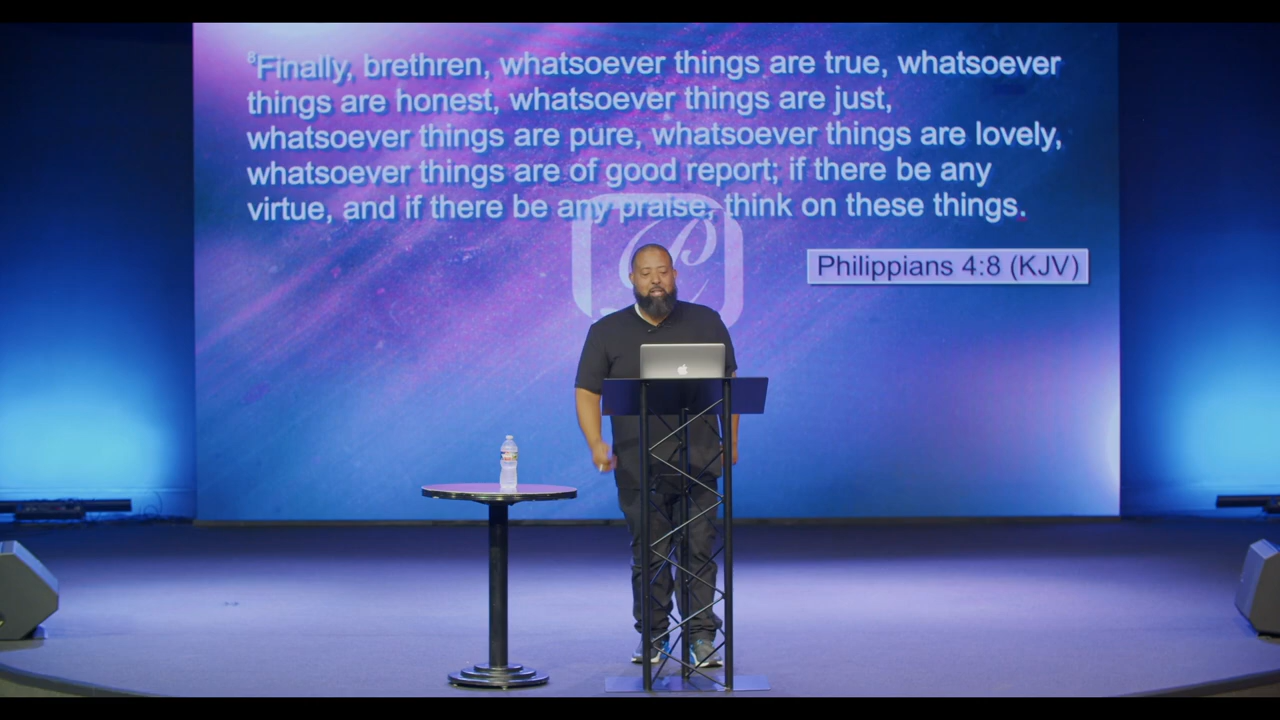 ⁸Finally, brethren, whatsoever things are true, whatsoever
things are honest, whatsoever things are just,
whatsoever things are pure, whatsoever things are lovely,
whatsoever things are of good report; if there be any
virtue, and if there be any praise, think on these things.
Philippians 4:8 (KJV)
P